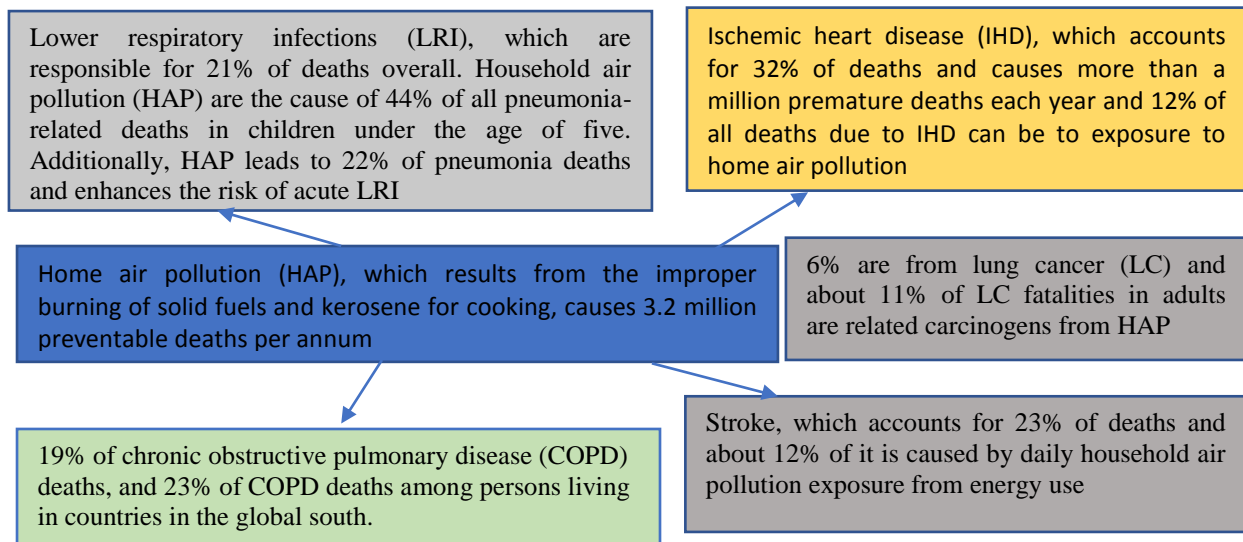 Lower respiratory infections (LRI), which are
responsible for 21% of deaths overall. Household air
pollution (HAP) are the cause of 44% of all pneumonia-
related deaths in children under the age of five.
Additionally, HAP leads to 22% of pneumonia deaths
and enhances the risk of acute LRI
Ischemic heart disease (IHD), which accounts
for 32% of deaths and causes more than a
million premature deaths each year and 12% of
all deaths due to IHD can be to exposure to
home air pollution
Home air pollution (HAP), which results from the improper
burning of solid fuels and kerosene for cooking, causes 3.2 million
preventable deaths per annum
6% are from lung cancer (LC) and
about 11% of LC fatalities in adults
are related carcinogens from HAP
19% of chronic obstructive pulmonary disease (COPD)
deaths, and 23% of COPD deaths among persons living
in countries in the global south.
Stroke, which accounts for 23% of deaths and
about 12% of it is caused by daily household air
pollution exposure from energy use